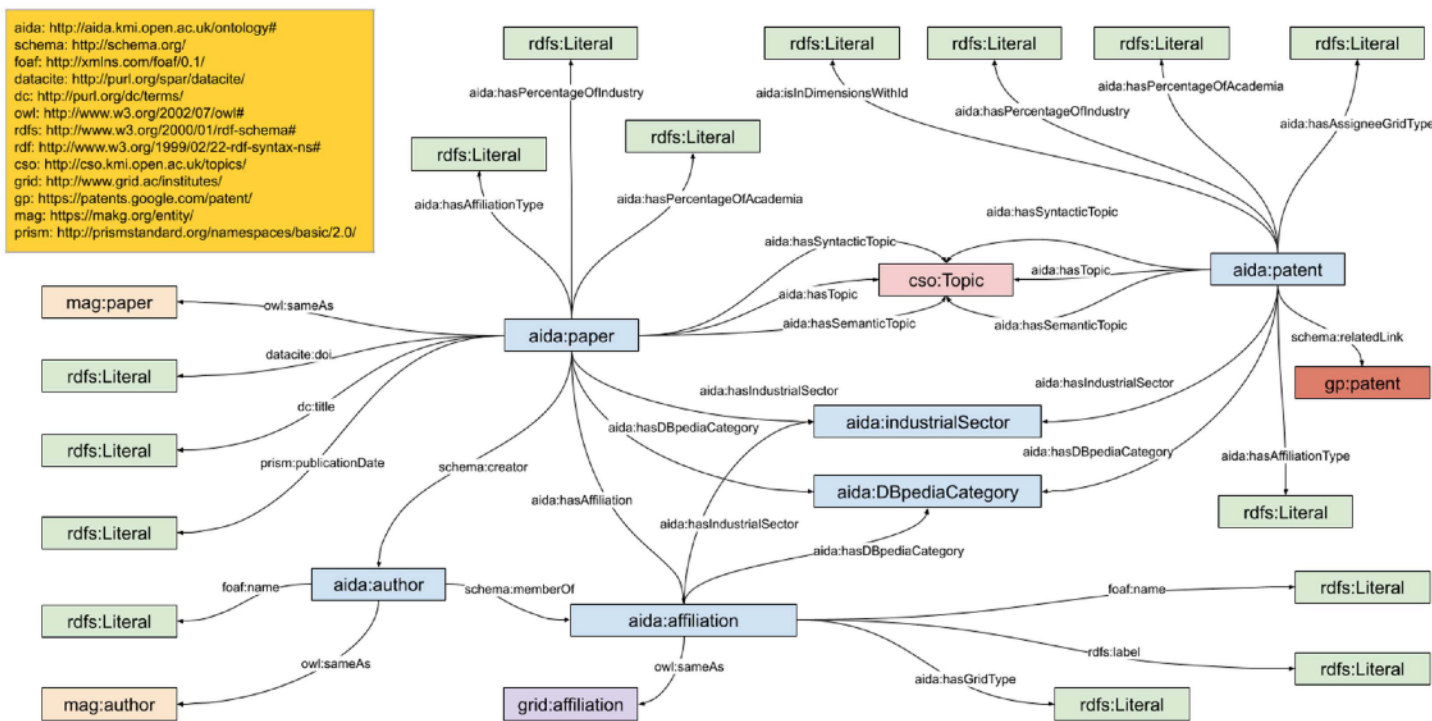 aida: http://aida.kmi.open.ac.uk/ontology#
schema: http://schema.org/
foaf: http://xmlns.com/foaf/0.1/
datacite: http://purl.org/spar/datacite/
dc: http://purl.org/dc/terms/
owl: http://www.w3.org/2002/07/owl#
rdfs: http://www.w3.org/2000/01/rdf-schema#
rdf: http://www.w3.org/1999/02/22-rdf-syntax-ns#
cso: http://cso.kmi.open.ac.uk/topics/
grid: http://www.grid.ac/institutes/
gp: https://patents.google.com/patent/
mag: https://makg.org/entity/
prism: http://prismstandard.org/namespaces/basic/2.0/
rdfs:Literal
rdfs:Literal
rdfs:Literal
rdfs:Literal
rdfs:Literal
aida:hasPercentageOfIndustry
aida:isInDimensionsWithId
aida:hasPercentageOfIndustry
aida:hasPercentageOfAcademia
aida:hasAssigneeGridType
rdfs:Literal
rdfs:Literal
aida:hasAffiliationType
aida:hasPercentageOfAcademia
aida:hasSyntacticTopic
aida:hasSyntacticTopic
cso:Topic
aida:hasTopic
aida:hasTopic
aida:hasSemanticTopic
aida:hasSemanticTopic
aida:patent
mag:paper
owl:sameAs
aida:paper
schema:relatedLink
gp:patent
datacite:doi
rdfs:Literal
aida:hasIndustrialSector
aida:hasIndustrialSector
dc:title
rdfs:Literal
aida:hasDBpediaCategory
aida:industrialSector
aida:hasDBpediaCategory
prism:publicationDate
schema:creator
aida:hasAffiliationType
aida:hasAffiliation
aida:DBpediaCategory
rdfs:Literal
rdfs:Literal
aida:hasIndustrialSector
aida:hasDBpediaCategory
foaf:name
aida:author
schema:memberOf
foaf:name
rdfs:Literal
rdfs:Literal
aida:affiliation
rdfs:label
rdfs:Literal
owl:sameAs
owl:sameAs
aida:hasGridType
mag:author
grid:affiliation
rdfs:Literal